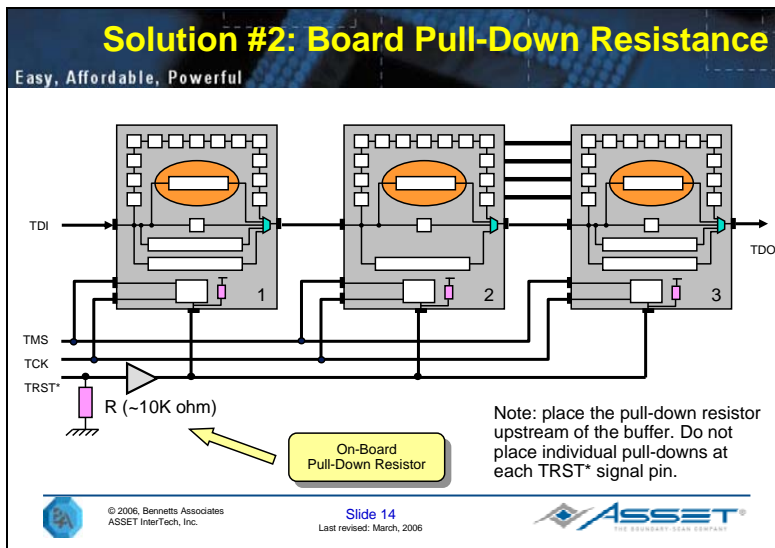 Solution #2: Board Pull-Down Resistance
Easy, Affordable, Powerful
TDI
TDO
1
2
3
TMS
TCK
TRST*
R (~10K ohm)
On-Board
Pull-Down Resistor
Note: place the pull-down resistor
upstream of the buffer. Do not
place individual pull-downs at
each TRST* signal pin.
© 2006, Bennetts Associates
ASSET InterTech, Inc.
Slide 14
Last revised: March, 2006
ASSET
THE BOUNDARY-SCAN COMPANY